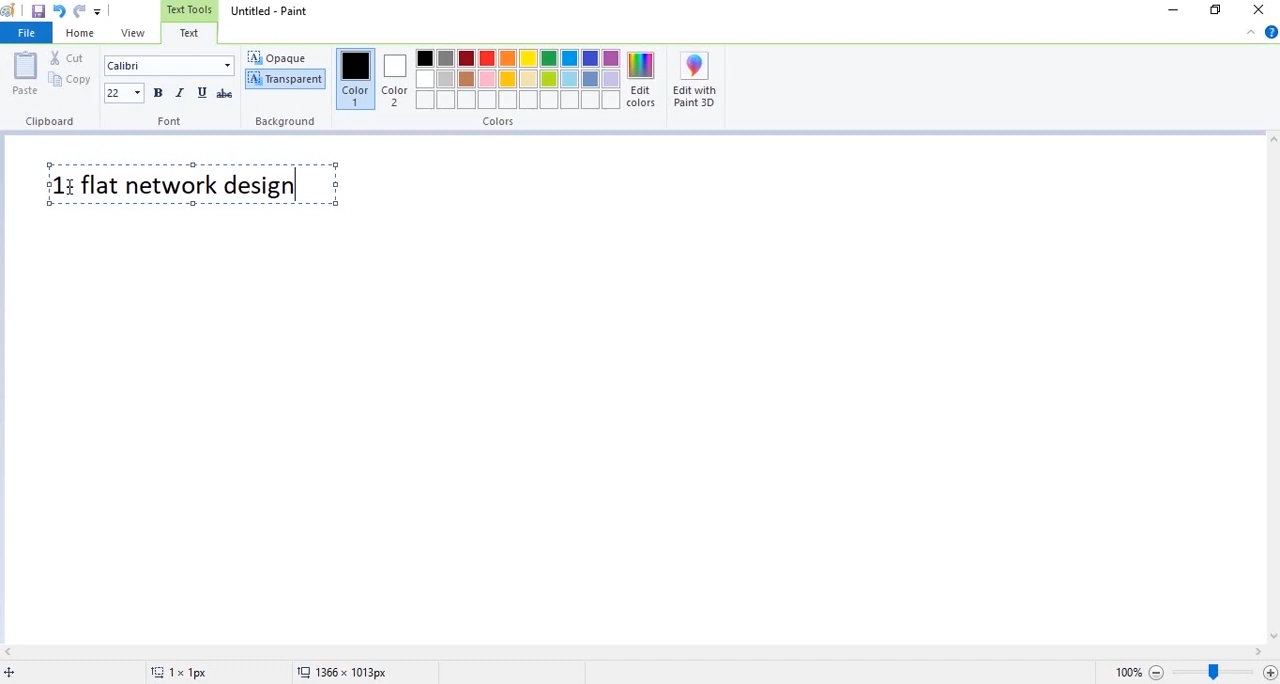 Text Tools
Untitled - Paint
File
Home
View
Text
Paste
Cut
Copy
Clipboard
Calibri
22
B I U abc
Font
Opaque
Transparent
Background
Color 1
Color 2
Edit colors
Colors
Edit with Paint 3D
1: flat network design
1 × 1px
1366 × 1013px
100%